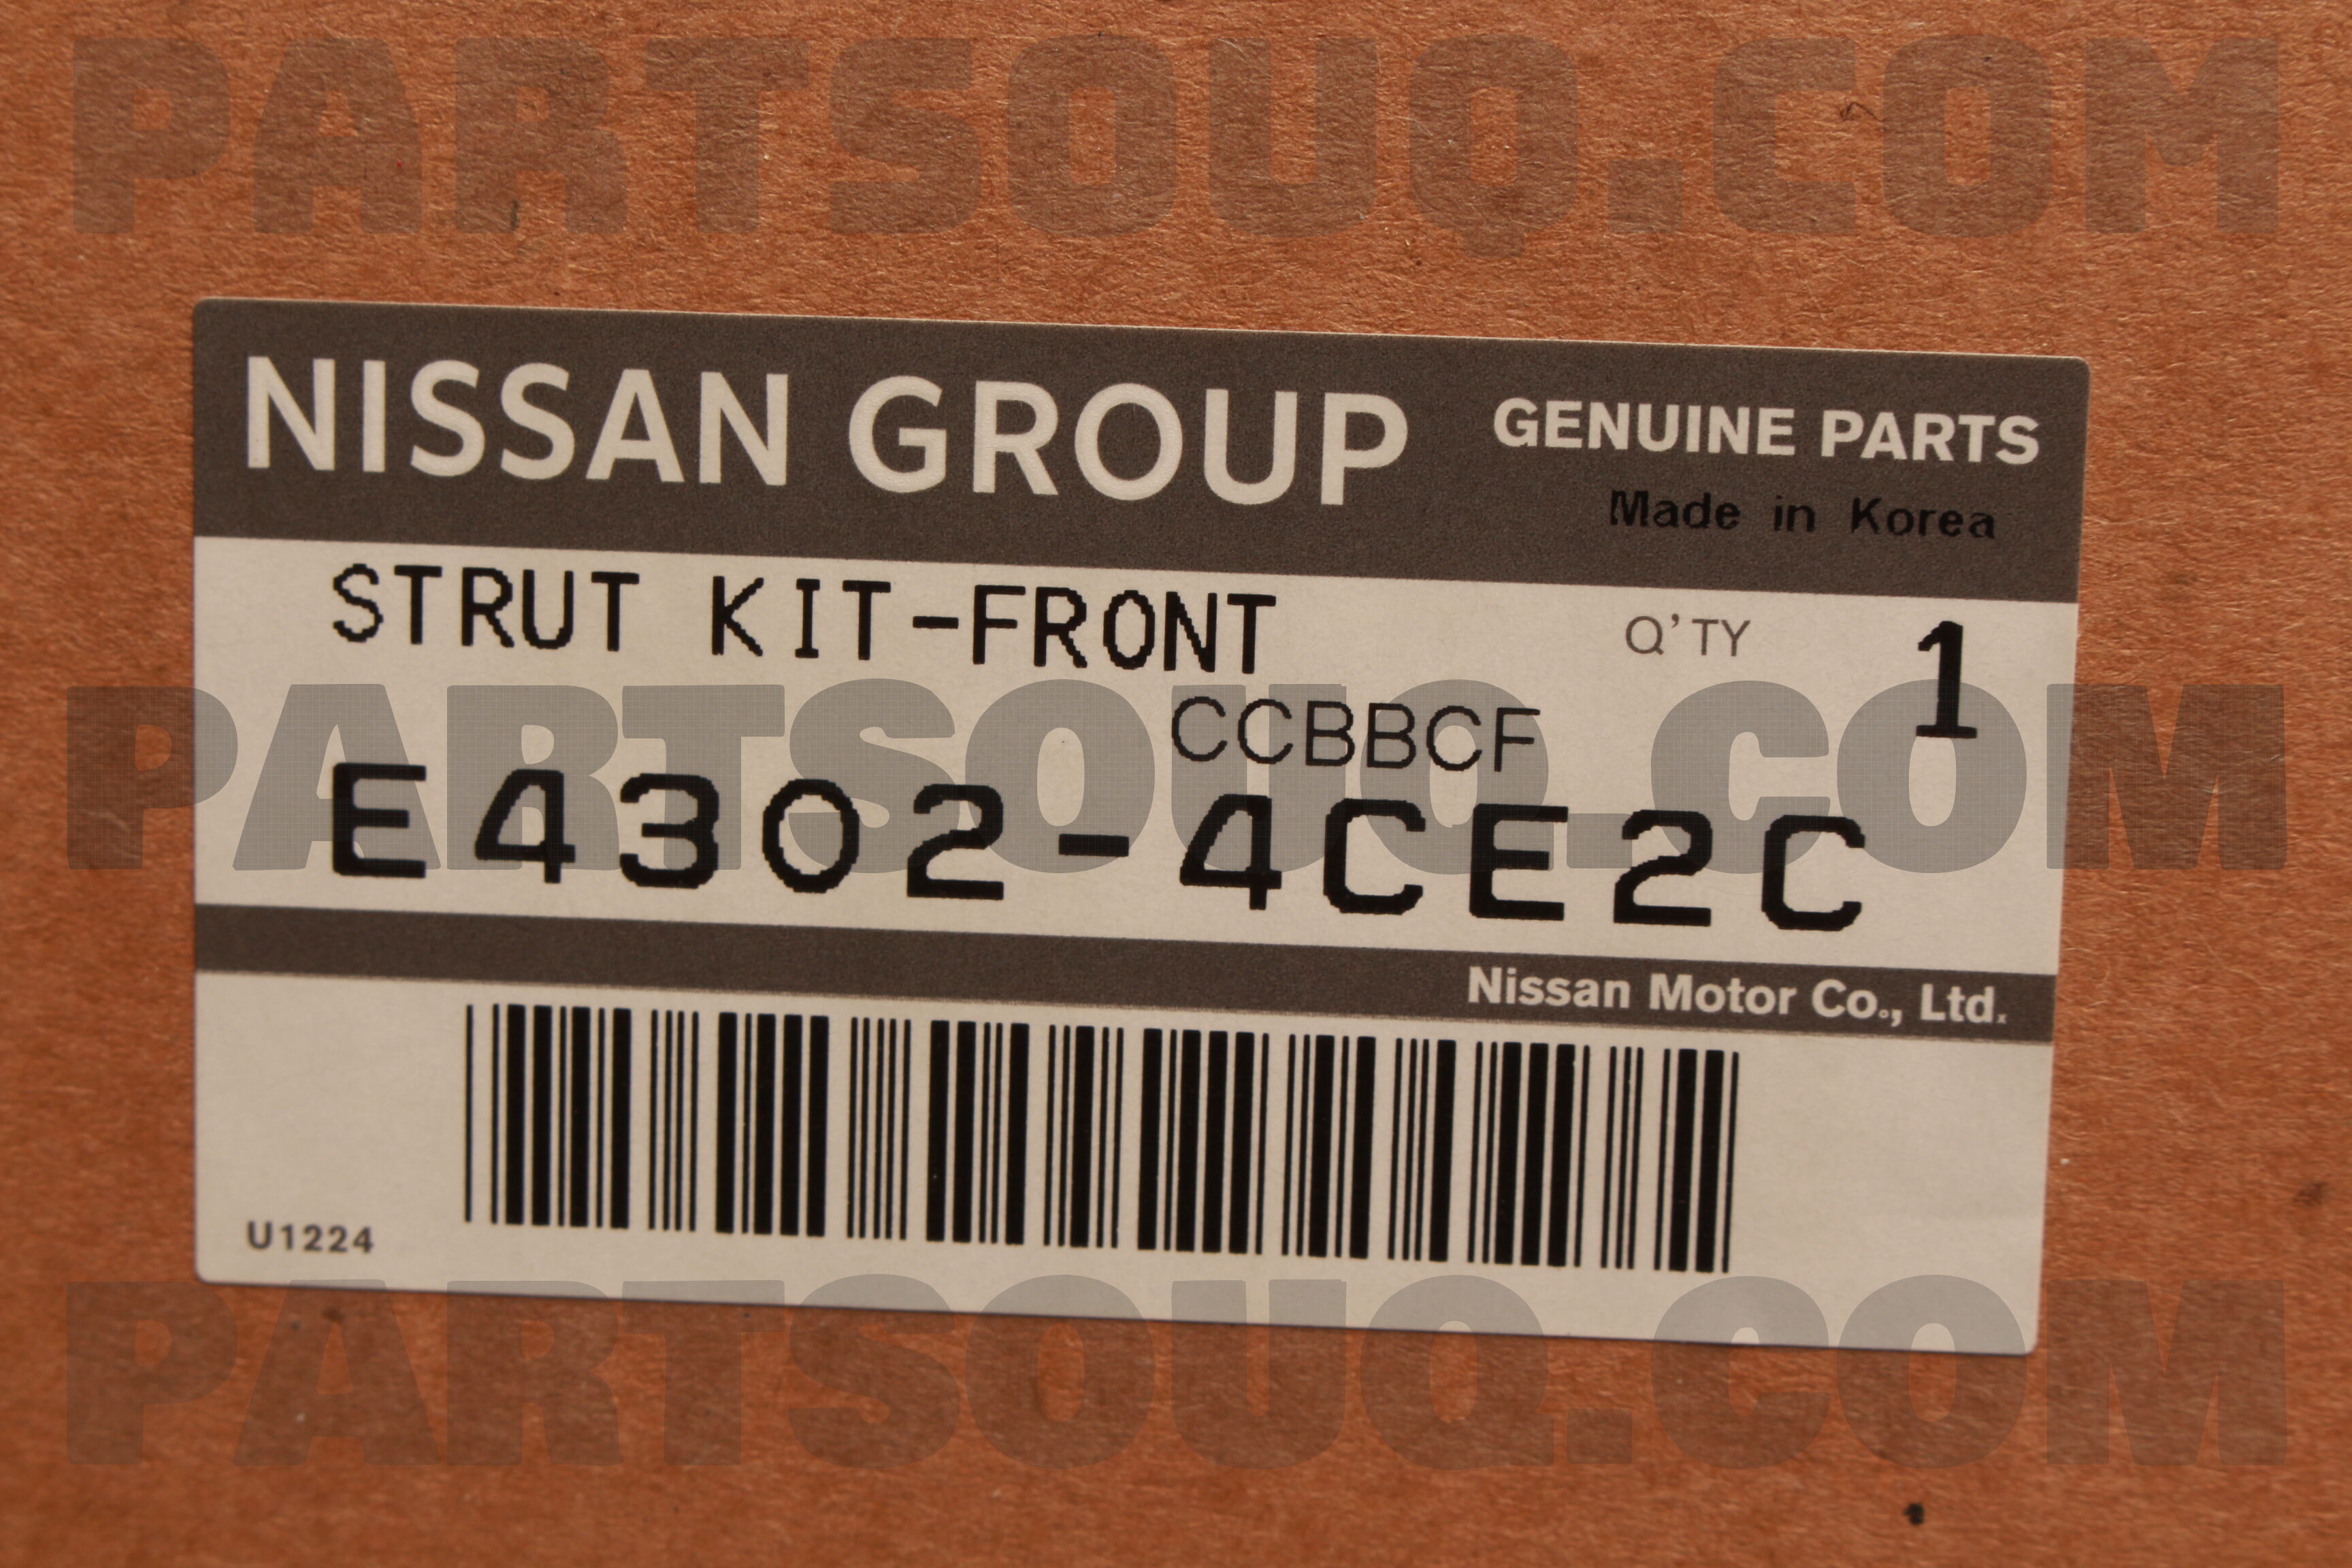 PARTSOUQ.COM
NISSAN GROUP
GENUINE PARTS
Made in Korea
STRUT KIT-FRONT
Q'TY 1
CCBBCF
PARTSOUQ.COM
E4302-4CE2C
Nissan Motor Co., Ltd.
U1224
PARTSOUQ.COM